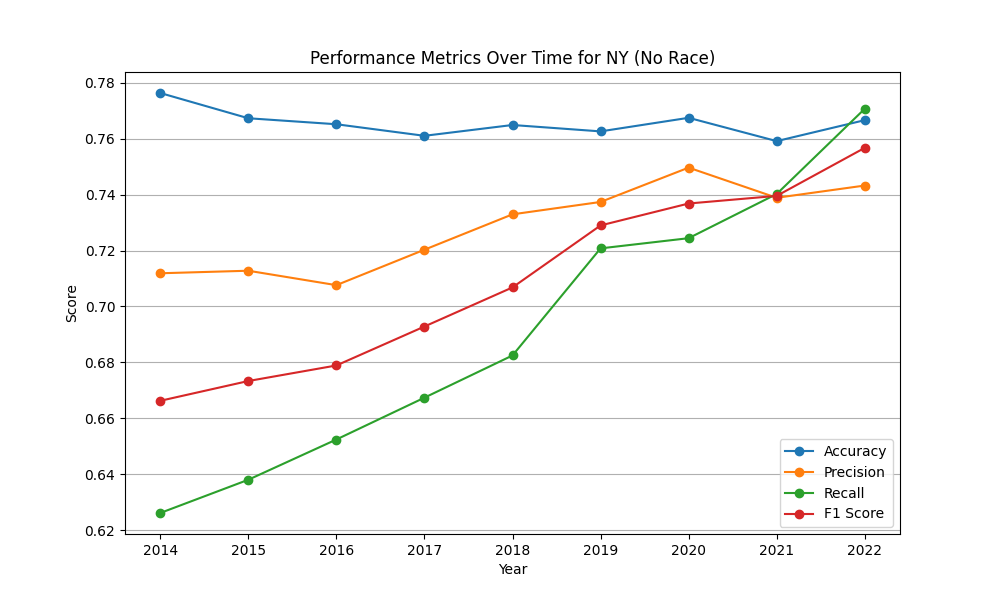 Performance Metrics Over Time for NY (No Race)
0.78
0.76
0.74
0.72
0.70
0.68
0.66
0.64
0.62
Score
Accuracy
Precision
Recall
F1 Score
2014 2015 2016 2017 2018 2019 2020 2021 2022
Year